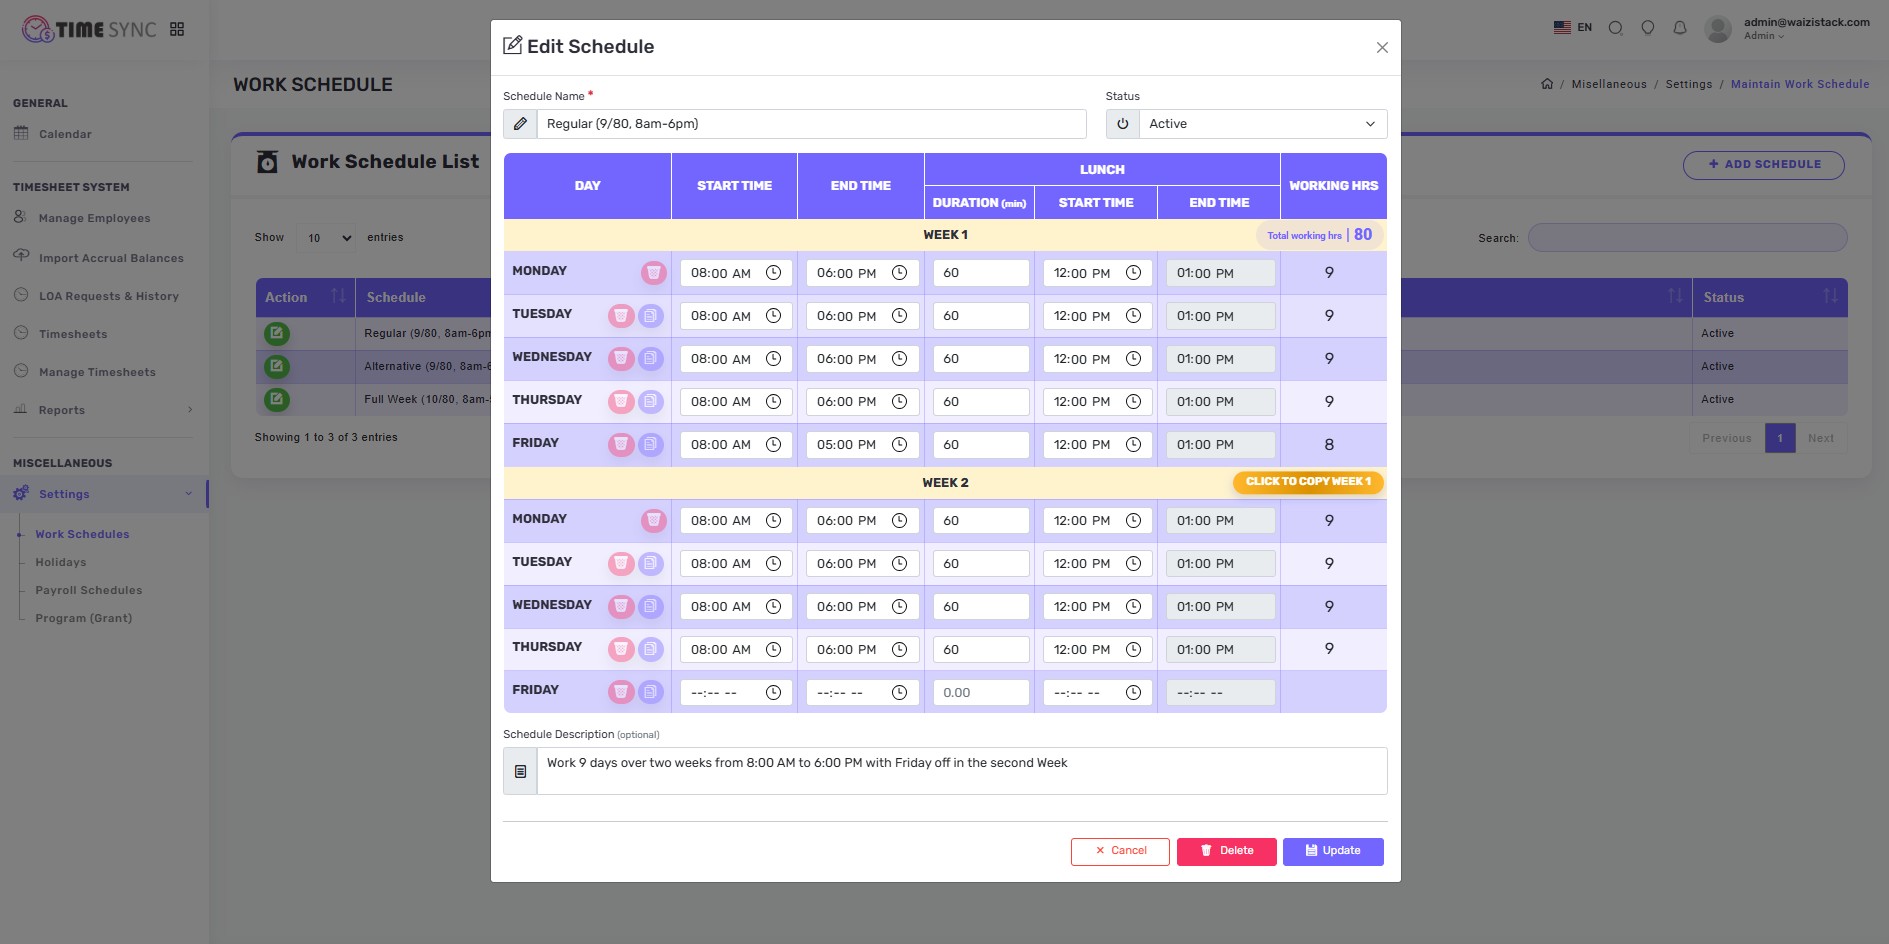 TIME SYNC
EN
admin@waizistack.com
Admin
GENERAL
Calendar
TIMESHEET SYSTEM
Manage Employees
Import Accrual Balances
LOA Requests & History
Timesheets
Manage Timesheets
Reports
MISCELLANEOUS
Settings
Work Schedules
Holidays
Payroll Schedules
Program (Grant)
WORK SCHEDULE
/ Misellaneous / Settings / Maintain Work Schedule
Work Schedule List
+ ADD SCHEDULE
Show 10 entries
Search:
Action Schedule Status
Regular (9/80, 8am-6pm Active
Alternative (9/80, 8am-6 Active
Full Week (10/80, 8am- Active
Showing 1 to 3 of 3 entries
Previous 1 Next
Edit Schedule
Schedule Name *
Regular (9/80, 8am-6pm)
Status
Active
DAY START TIME END TIME LUNCH WORKING HRS
DURATION (min) START TIME END TIME
WEEK 1 Total working hrs | 80
MONDAY 08:00 AM 06:00 PM 60 12:00 PM 01:00 PM 9
TUESDAY 08:00 AM 06:00 PM 60 12:00 PM 01:00 PM 9
WEDNESDAY 08:00 AM 06:00 PM 60 12:00 PM 01:00 PM 9
THURSDAY 08:00 AM 06:00 PM 60 12:00 PM 01:00 PM 9
FRIDAY 08:00 AM 05:00 PM 60 12:00 PM 01:00 PM 8
WEEK 2 CLICK TO COPY WEEK 1
MONDAY 08:00 AM 06:00 PM 60 12:00 PM 01:00 PM 9
TUESDAY 08:00 AM 06:00 PM 60 12:00 PM 01:00 PM 9
WEDNESDAY 08:00 AM 06:00 PM 60 12:00 PM 01:00 PM 9
THURSDAY 08:00 AM 06:00 PM 60 12:00 PM 01:00 PM 9
FRIDAY --:-- -- --:-- -- 0.00 --:-- -- --:-- --
Schedule Description (optional)
Work 9 days over two weeks from 8:00 AM to 6:00 PM with Friday off in the second Week
× Cancel
Delete
Update